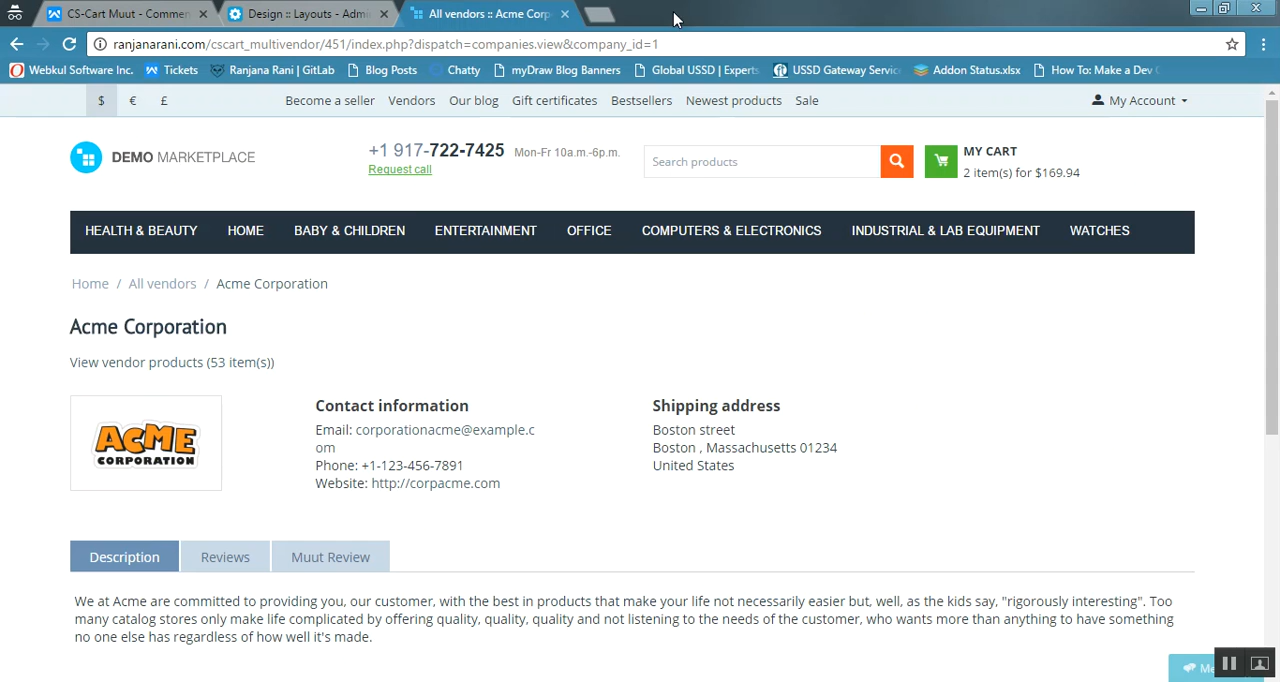 CS-Cart Muut - Commen
Design :: Layouts - Admi
All vendors :: Acme Corp
ranjanarani.com/cscart_multivendor/451/index.php?dispatch=companies.view&company_id=1
Webkul Software Inc. Tickets Ranjana Rani | GitLab Blog Posts Chatty myDraw Blog Banners Global USSD | Experts USSD Gateway Servic Addon Status.xlsx How To: Make a Dev
$ € £ Become a seller Vendors Our blog Gift certificates Bestsellers Newest products Sale My Account
DEMO MARKETPLACE
+1 917-722-7425 Mon-Fr 10a.m.-6p.m.
Request call
Search products
MY CART
2 item(s) for $169.94
HEALTH & BEAUTY HOME BABY & CHILDREN ENTERTAINMENT OFFICE COMPUTERS & ELECTRONICS INDUSTRIAL & LAB EQUIPMENT WATCHES
Home / All vendors / Acme Corporation
Acme Corporation
View vendor products (53 item(s))
ACME
CORPORATION
Contact information
Email: corporationacme@example.c
om
Phone: +1-123-456-7891
Website: http://corpacme.com
Shipping address
Boston street
Boston , Massachusetts 01234
United States
Description Reviews Muut Review
We at Acme are committed to providing you, our customer, with the best in products that make your life not necessarily easier but, well, as the kids say, "rigorously interesting". Too
many catalog stores only make life complicated by offering quality, quality, quality and not listening to the needs of the customer, who wants more than anything to have something
no one else has regardless of how well it's made.